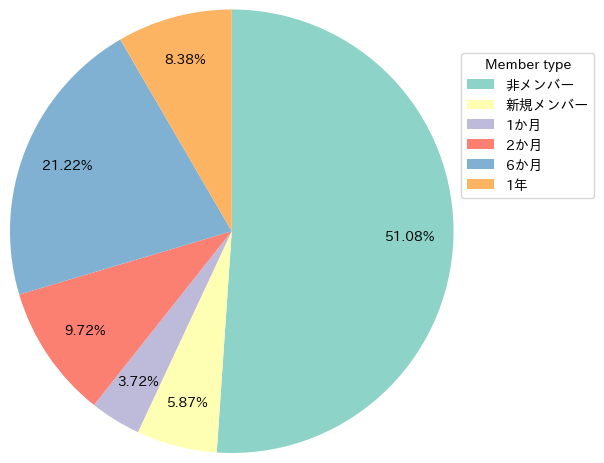 Member type
非メンバー
新規メンバー
1か月
2か月
6か月
1年
8.38%
21.22%
51.08%
9.72%
3.72%
5.87%